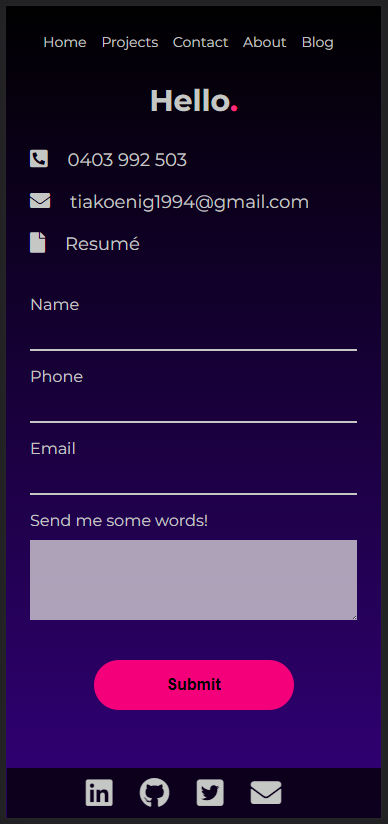 Home Projects Contact About Blog
Hello.
0403 992 503
tiakoenig1994@gmail.com
Resumé
Name
Phone
Email
Send me some words!
Submit
in